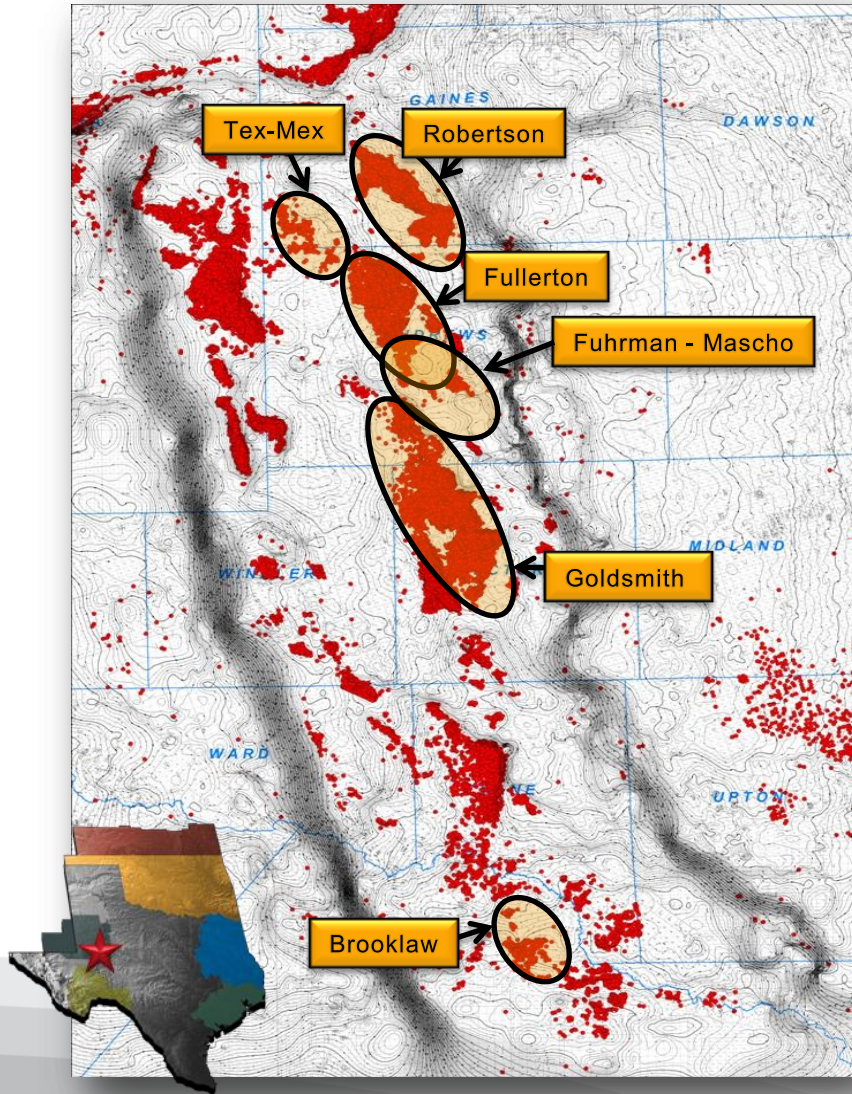 GAINES
DAWSON
Tex-Mex
Robertson
Fullerton
Fuhrman - Mascho
MIDLAND
Goldsmith
WARD
UPTON
Brooklaw